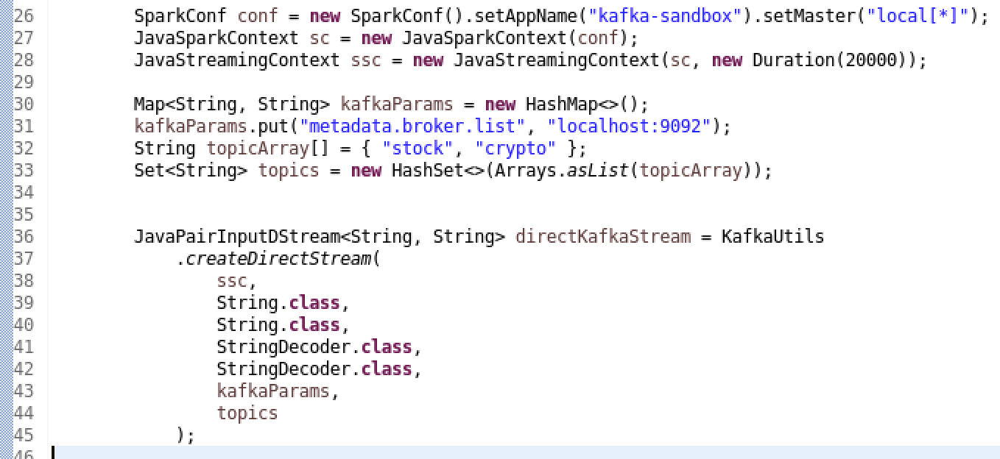 26 SparkConf conf = new SparkConf().setAppName("kafka-sandbox").setMaster("local[*]");
27 JavaSparkContext sc = new JavaSparkContext(conf);
28 JavaStreamingContext ssc = new JavaStreamingContext(sc, new Duration(20000));
29
30 Map<String, String> kafkaParams = new HashMap<>();
31 kafkaParams.put("metadata.broker.list", "localhost:9092");
32 String topicArray[] = { "stock", "crypto" };
33 Set<String> topics = new HashSet<>(Arrays.asList(topicArray));
34
35
36 JavaPairInputDStream<String, String> directKafkaStream = KafkaUtils
37 .createDirectStream(
38 ssc,
39 String.class,
40 String.class,
41 StringDecoder.class,
42 StringDecoder.class,
43 kafkaParams,
44 topics
45 );
46